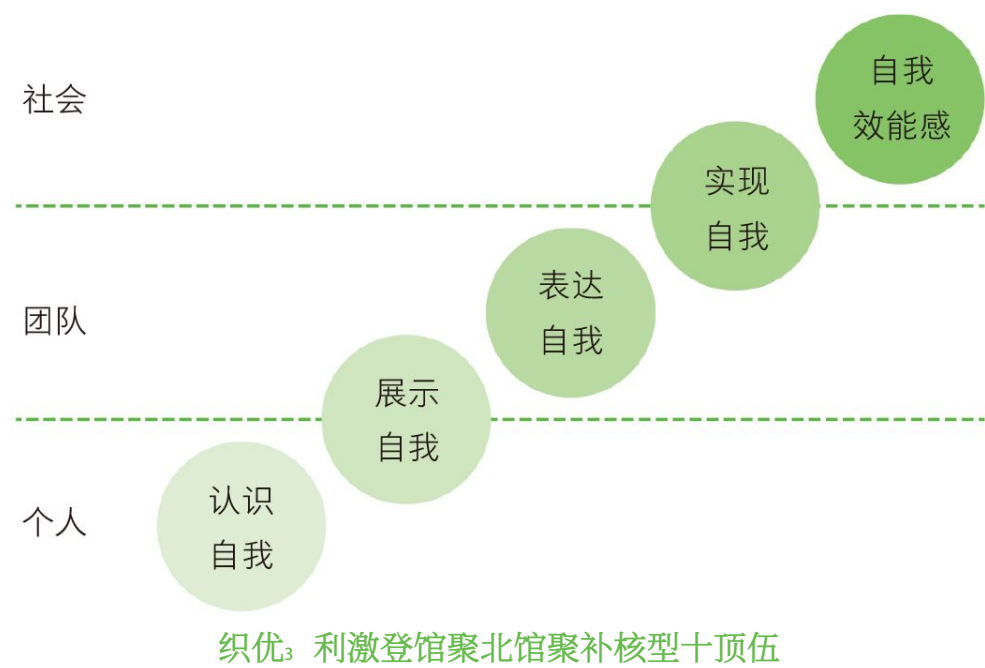 社会
自我
效能感
实现
自我
团队
表达
自我
展示
自我
个人
认识
自我
织优3 利激登馆聚北馆聚补核型十顶伍